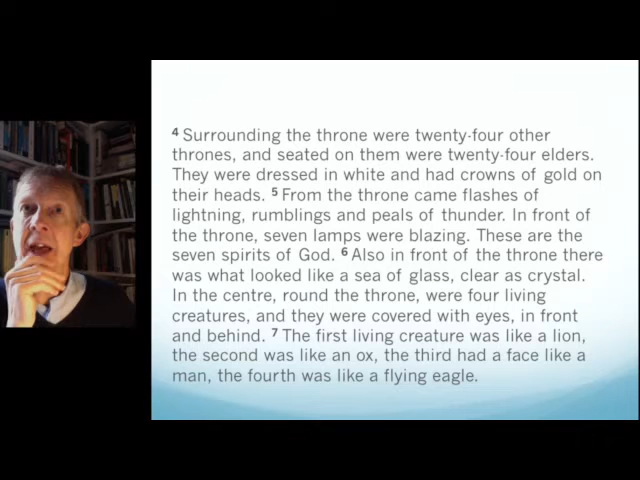 4 Surrounding the throne were twenty-four other
thrones, and seated on them were twenty-four elders.
They were dressed in white and had crowns of gold on
their heads. 5 From the throne came flashes of
lightning, rumblings and peals of thunder. In front of
the throne, seven lamps were blazing. These are the
seven spirits of God. 6 Also in front of the throne there
was what looked like a sea of glass, clear as crystal.
In the centre, round the throne, were four living
creatures, and they were covered with eyes, in front
and behind. 7 The first living creature was like a lion,
the second was like an ox, the third had a face like a
man, the fourth was like a flying eagle.